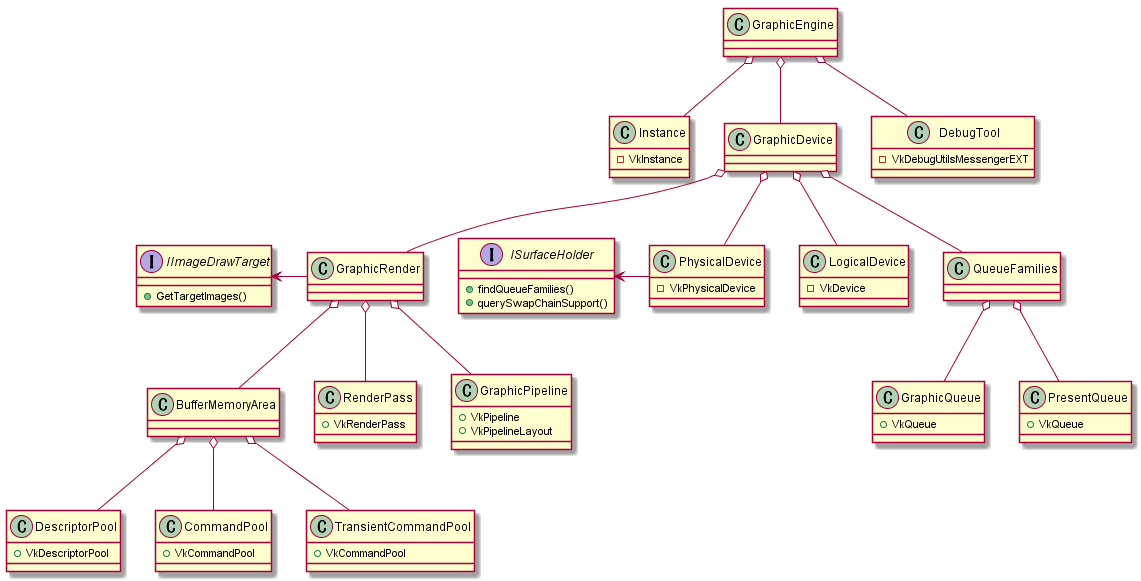 C GraphicEngine
C Instance
VkInstance
C GraphicDevice
C DebugTool
VkDebugUtilsMessengerEXT
I IImageDrawTarget
GetTargetImages()
C GraphicRender
I ISurfaceHolder
findQueueFamilies()
querySwapChainSupport()
C PhysicalDevice
VkPhysicalDevice
C LogicalDevice
VkDevice
C QueueFamilies
C BufferMemoryArea
C RenderPass
VkRenderPass
C GraphicPipeline
VkPipeline
VkPipelineLayout
C GraphicQueue
VkQueue
C PresentQueue
VkQueue
C DescriptorPool
VkDescriptorPool
C CommandPool
VkCommandPool
C TransientCommandPool
VkCommandPool